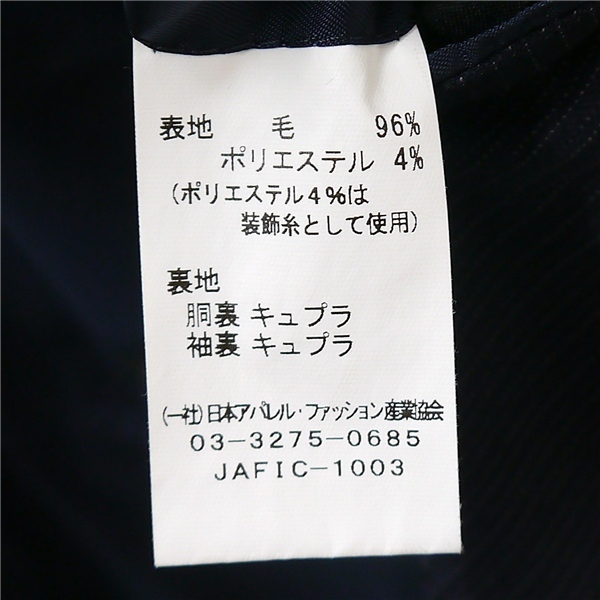 表地 毛 96%
ポリエステル 4%
(ポリエステル4%は
装飾糸として使用)
裏地
胴裏 キュプラ
袖裏 キュプラ
(一社)日本アパレル・ファッション産業協会
03-3275-0685
JAFIC-1003